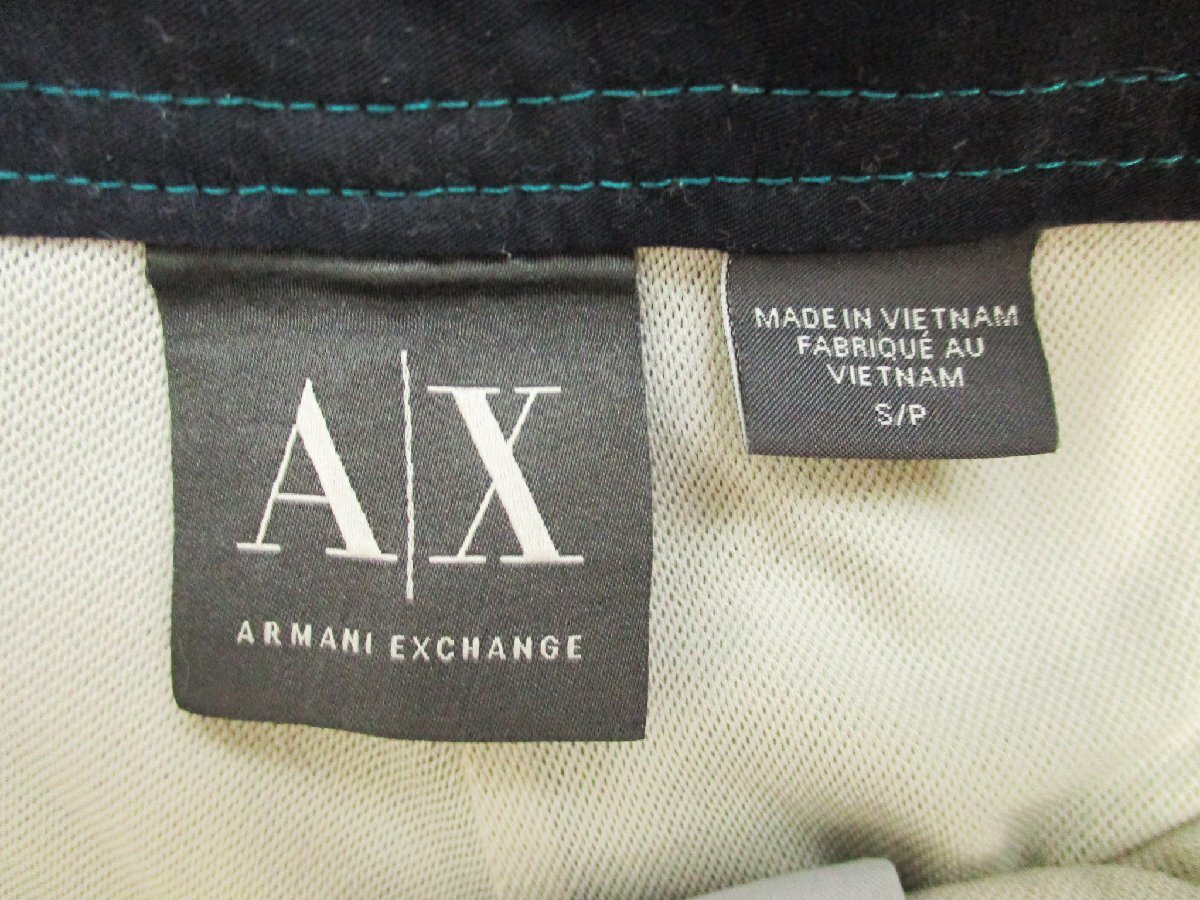 A|X
ARMANI EXCHANGE
MADE IN VIETNAM
FABRIQUÉ AU
VIETNAM
S/P